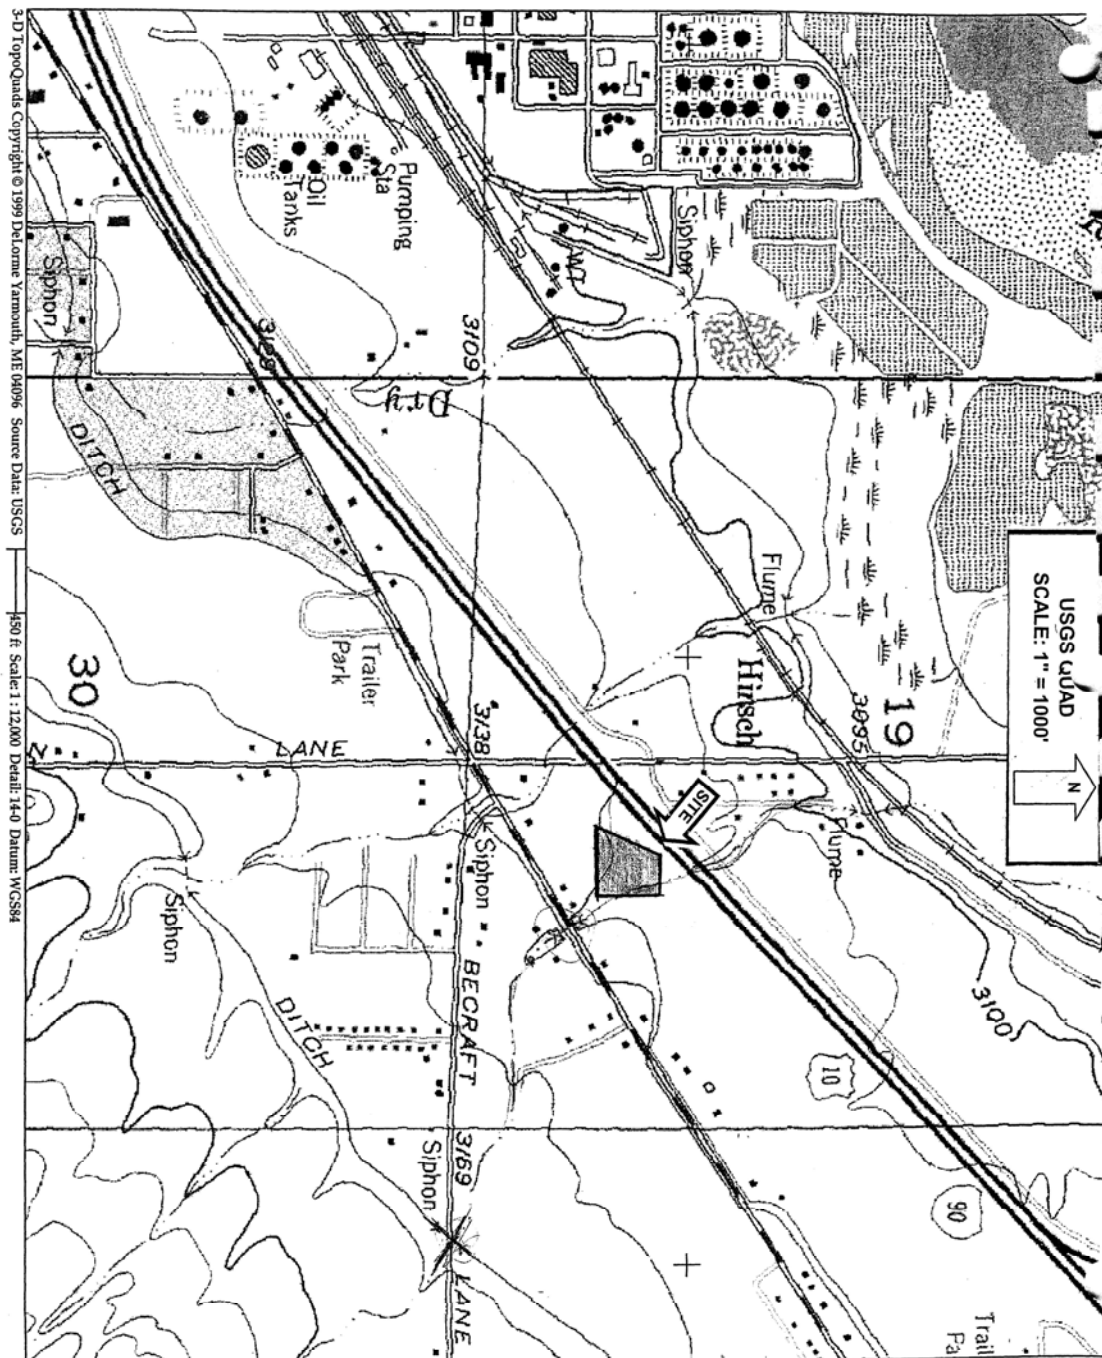 USGS QUAD
SCALE: 1" = 1000'
N
19
3095
Hirsch
Flume
Flume
SITE
Siphon
WT
3100
10
90
Pumping
Sta
Oil
Tanks
3109
Dry
3138
Siphon
BECRAFT
3169
LANE
Siphon
Trailer
Park
Siphon
DITCH
30
LANE
Siphon
DITCH
3-D TopoQuads Copyright © 1999 DeLorme Yarmouth, ME 04096 Source Data: USGS
450 ft Scale: 1 : 12,000 Detail: 14-0 Datum: WGS84